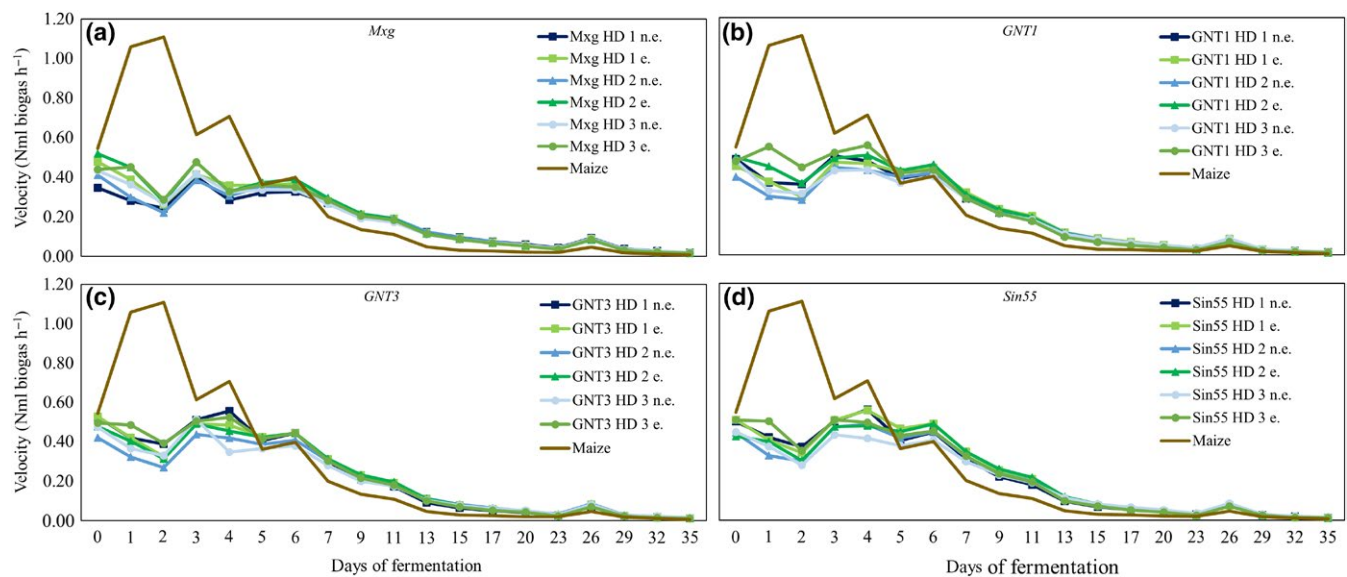 (a)
Mxg
Velocity (Nml biogas h⁻¹)
1.20
1.00
0.80
0.60
0.40
0.20
0.00
Mxg HD 1 n.e.
Mxg HD 1 e.
Mxg HD 2 n.e.
Mxg HD 2 e.
Mxg HD 3 n.e.
Mxg HD 3 e.
Maize
(b)
GNT1
GNT1 HD 1 n.e.
GNT1 HD 1 e.
GNT1 HD 2 n.e.
GNT1 HD 2 e.
GNT1 HD 3 n.e.
GNT1 HD 3 e.
Maize
(c)
GNT3
Velocity (Nml biogas h⁻¹)
1.20
1.00
0.80
0.60
0.40
0.20
0.00
GNT3 HD 1 n.e.
GNT3 HD 1 e.
GNT3 HD 2 n.e.
GNT3 HD 2 e.
GNT3 HD 3 n.e.
GNT3 HD 3 e.
Maize
0 1 2 3 4 5 6 7 9 11 13 15 17 20 23 26 29 32 35
Days of fermentation
(d)
Sin55
Sin55 HD 1 n.e.
Sin55 HD 1 e.
Sin55 HD 2 n.e.
Sin55 HD 2 e.
Sin55 HD 3 n.e.
Sin55 HD 3 e.
Maize
0 1 2 3 4 5 6 7 9 11 13 15 17 20 23 26 29 32 35
Days of fermentation